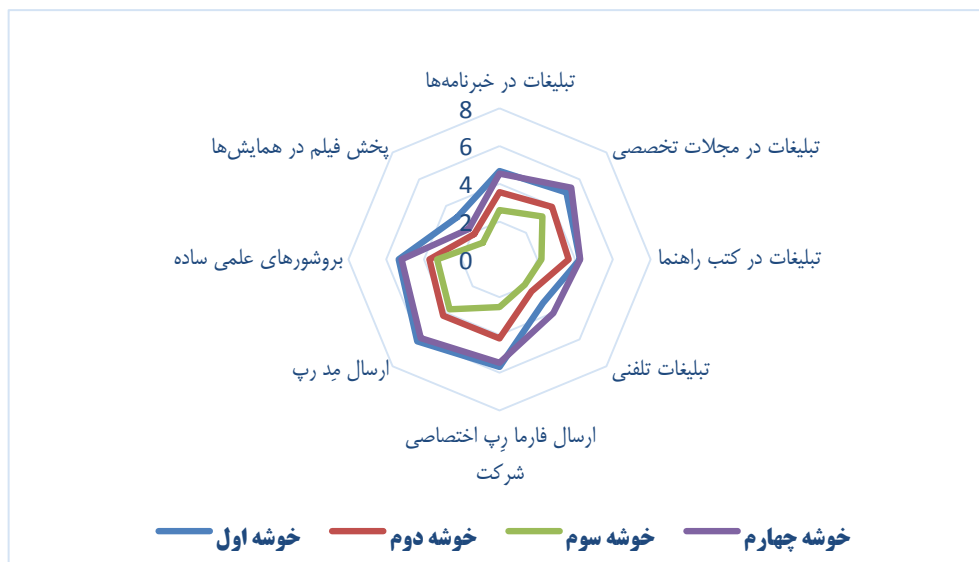 تبلیغات در خبرنامه‌ها
8
6
4
2
0
تبلیغات در مجلات تخصصی
تبلیغات در کتب راهنما
تبلیغات تلفنی
ارسال فارما رِپ اختصاصی
شرکت
ارسال مِد رپ
بروشورهای علمی ساده
پخش فیلم در همایش‌ها
خوشه اول
خوشه دوم
خوشه سوم
خوشه چهارم